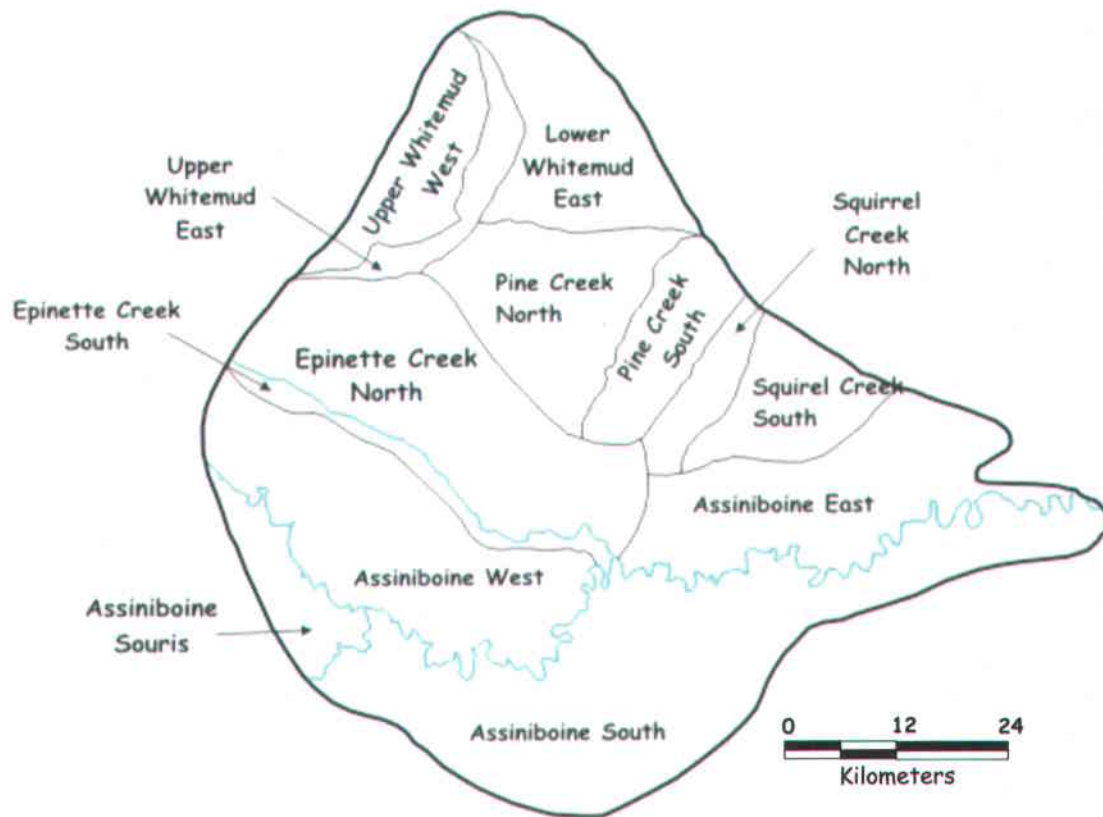 Upper Whitemud
West
Lower
Whitemud
East
Upper
Whitemud
East
Squirrel
Creek
North
Pine Creek
North
Pine Creek
South
Epinette Creek
South
Epinette Creek
North
Squirel Creek
South
Assiniboine East
Assiniboine West
Assiniboine
Souris
Assiniboine South
0 12 24
Kilometers